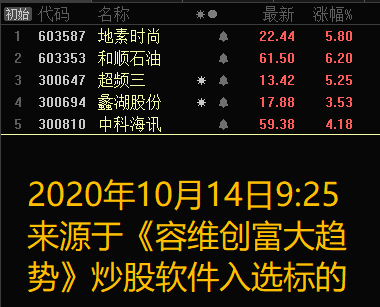 初始 代码 名称 最新 涨幅%
1 603587 地素时尚 22.44 5.80
2 603353 和顺石油 61.50 6.20
3 300647 超频三 13.42 5.25
4 300694 蠡湖股份 17.88 3.53
5 300810 中科海讯 59.38 4.18
2020年10月14日9:25
来源于《容维创富大趋
势》炒股软件入选标的